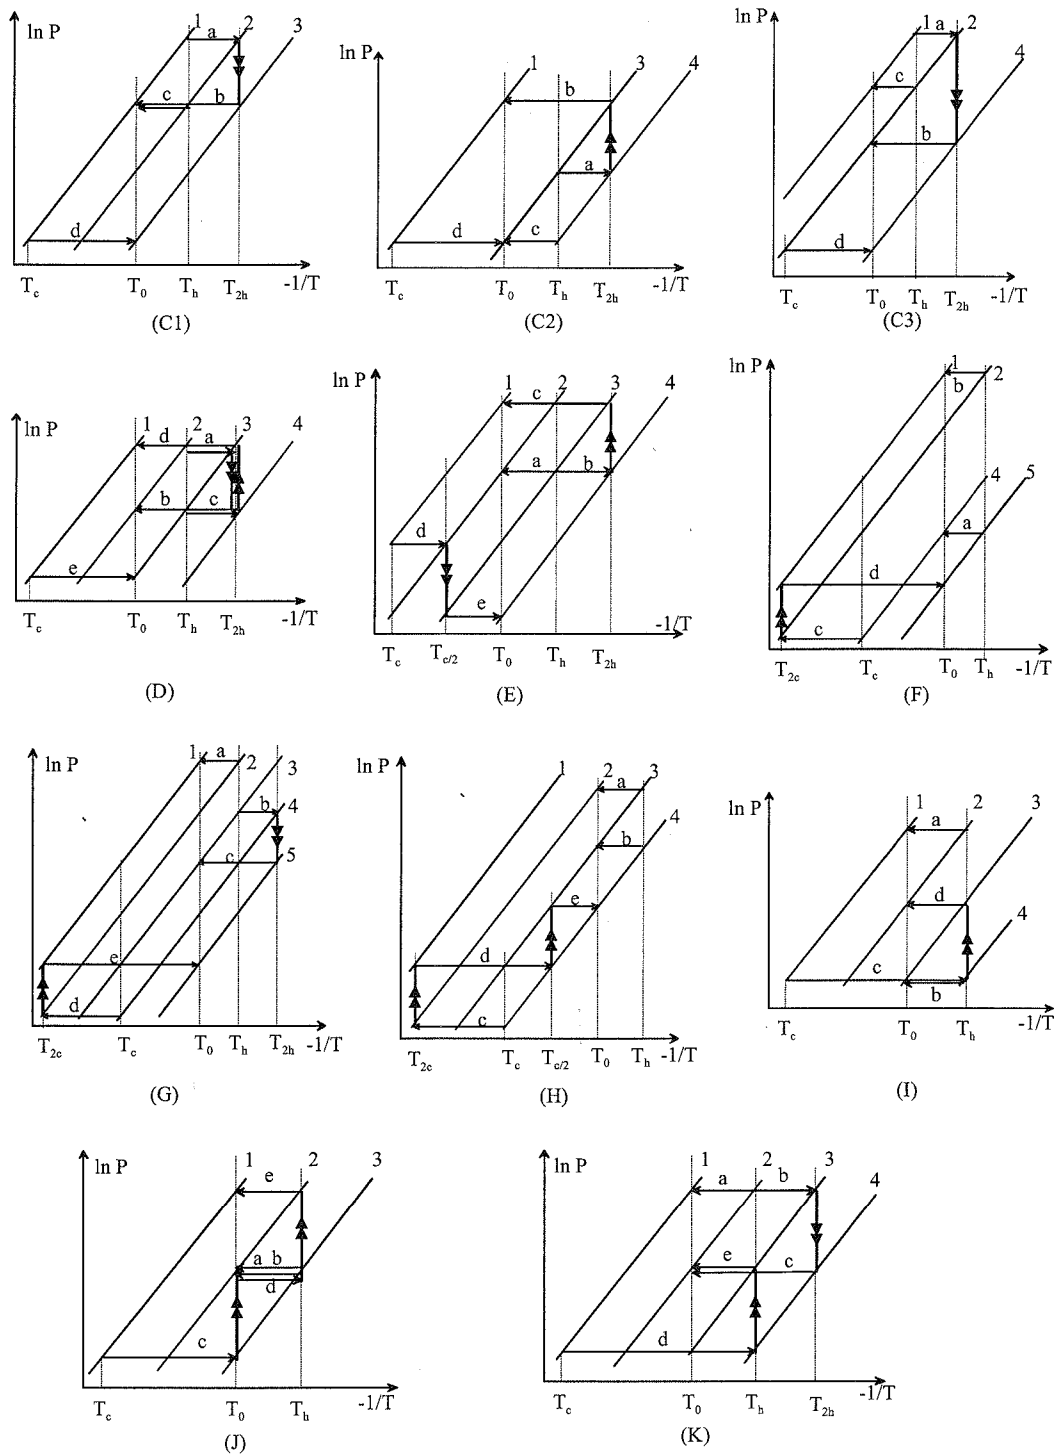 ln P 1 a 2 3
c b
d
T_c T_0 T_h T_2h -1/T
(C1)
ln P 1 3 4
b
a
d c
T_c T_0 T_h T_2h -1/T
(C2)
ln P 1 a 2 4
c
b
d
T_c T_0 T_h T_2h -1/T
(C3)
ln P 1 2 3 4
d a
b c
e
T_c T_0 T_h T_2h -1/T
(D)
ln P 1 2 3 4
c
a b
d
e
T_c T_c/2 T_0 T_h T_2h -1/T
(E)
ln P 1 2
b
4 5
a
d
c
T_2c T_c T_0 T_h -1/T
(F)
ln P 1 a 2 3
b 4
c 5
e
d
T_2c T_c T_0 T_h T_2h -1/T
(G)
ln P 1 2 a 3
b 4
e
d
c
T_2c T_c T_c/2 T_0 T_h -1/T
(H)
ln P 1 2 3
a
d 4
c
b
T_c T_0 T_h -1/T
(I)
ln P 1 2 3
e
a b
d
c
T_c T_0 T_h -1/T
(J)
ln P 1 2 3 4
a b
e c
d
T_c T_0 T_h T_2h -1/T
(K)